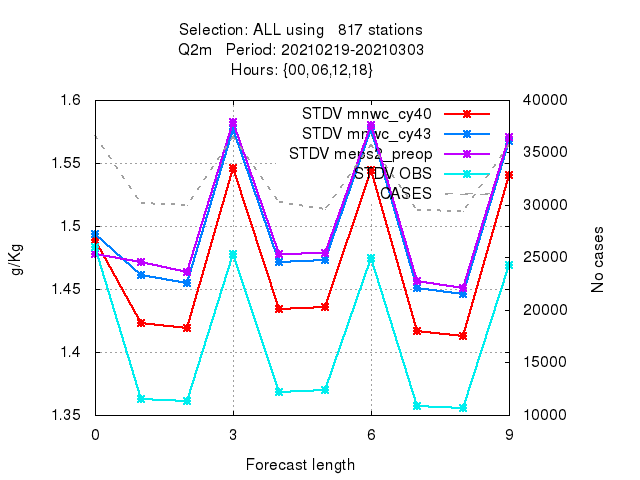 Selection: ALL using   817 stations
Q2m   Period: 20210219-20210303
Hours: {00,06,12,18}
STDV mnwc_cy40
STDV mnwc_cy43
STDV meps2_preop
STDV OBS
CASES
1.6
1.55
1.5
1.45
1.4
1.35
40000
35000
30000
25000
20000
15000
10000
g/Kg
No cases
0 3 6 9
Forecast length